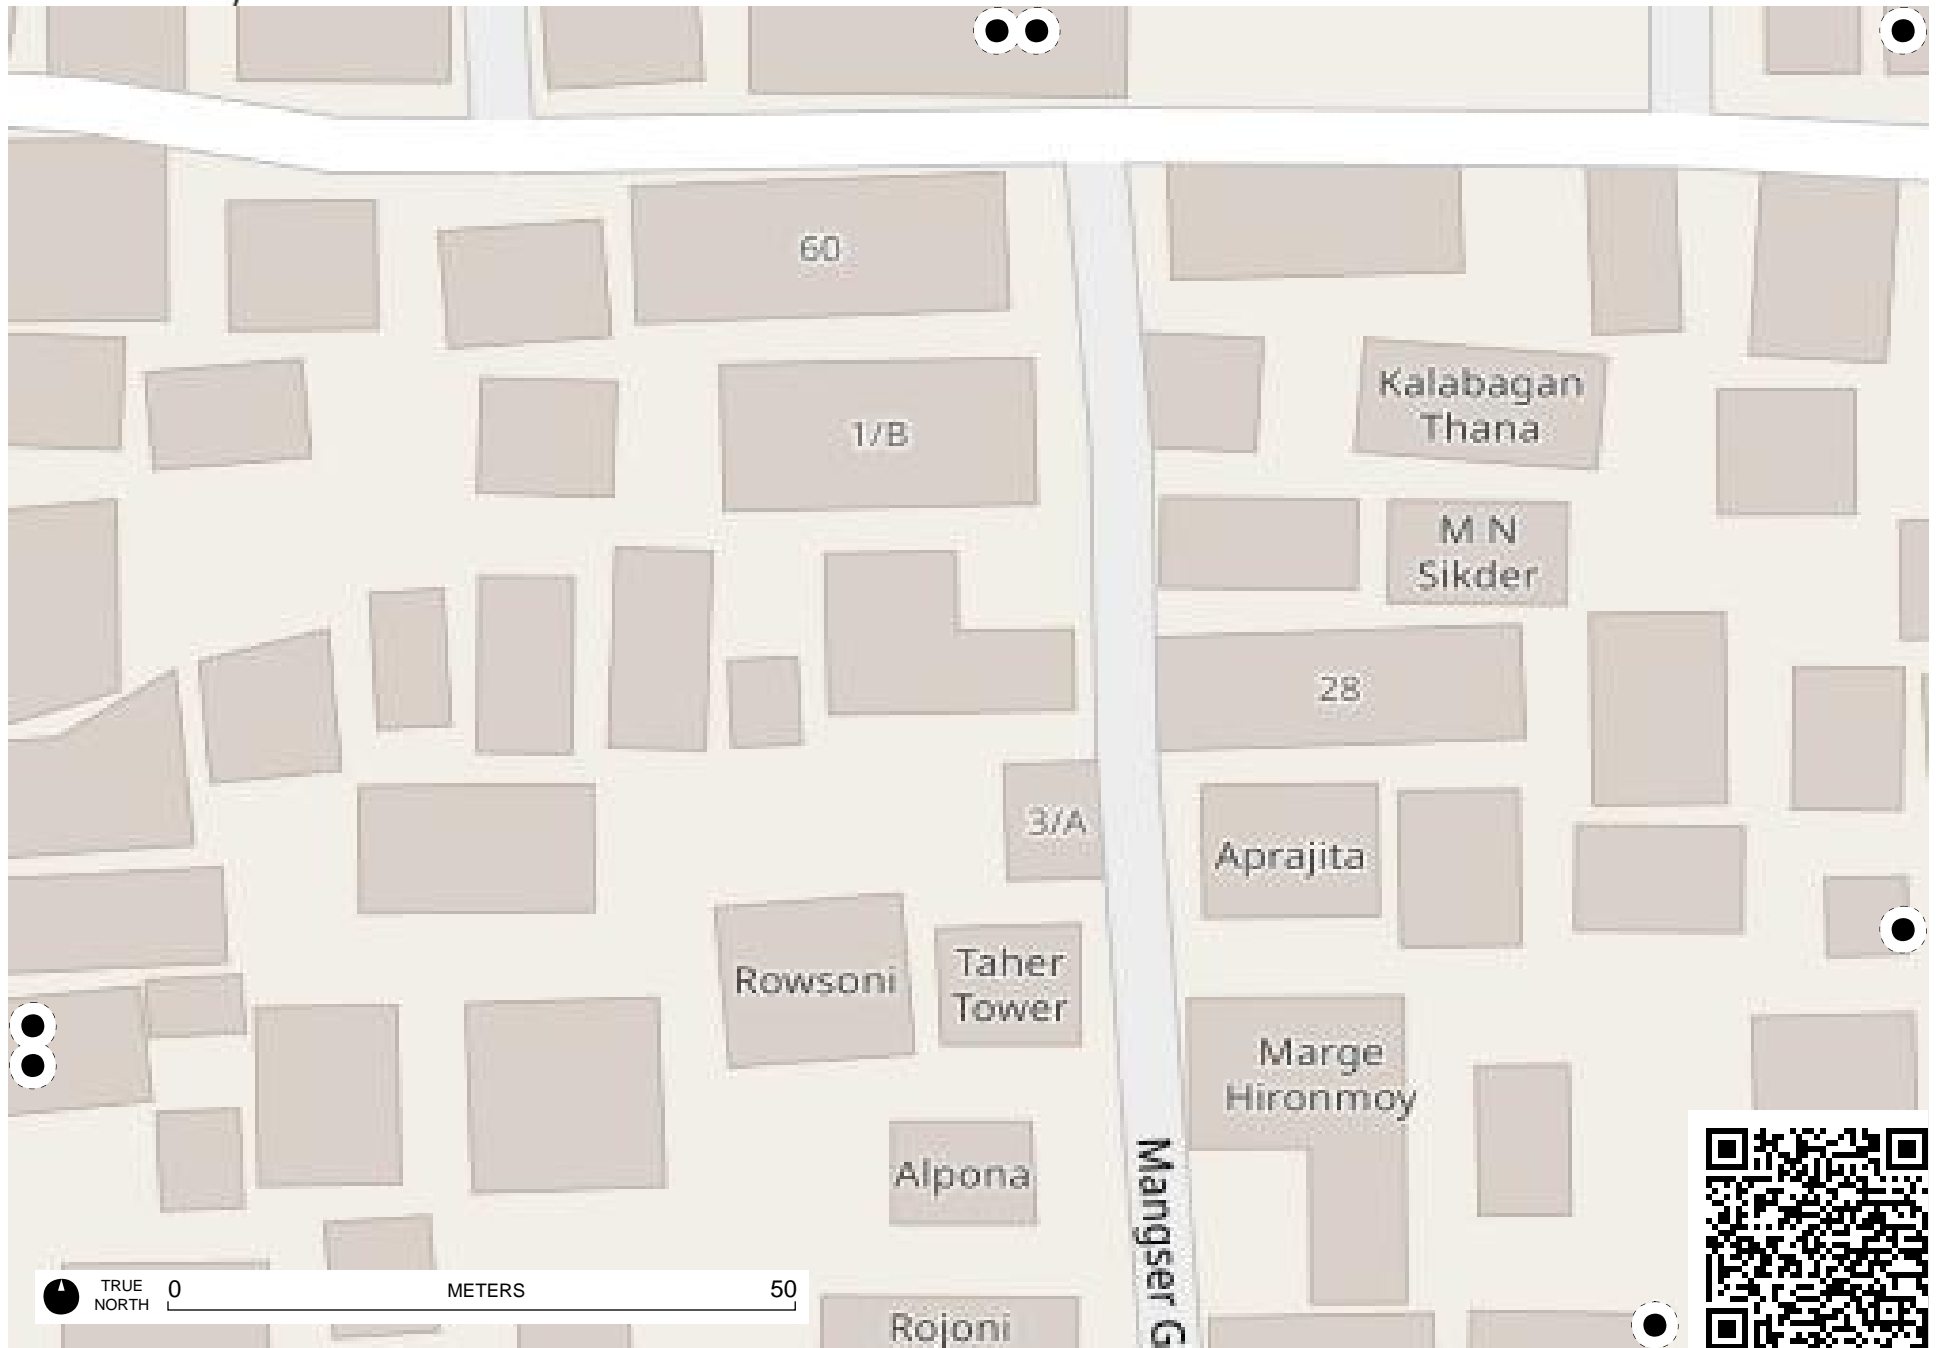 60
1/B
Kalabagan
Thana
M N
Sikder
28
3/A
Aprajita
Rowsoni
Taher
Tower
Marge
Hironmoy
Alpona
Mangser G
TRUE
NORTH
0
METERS
50
Rojoni